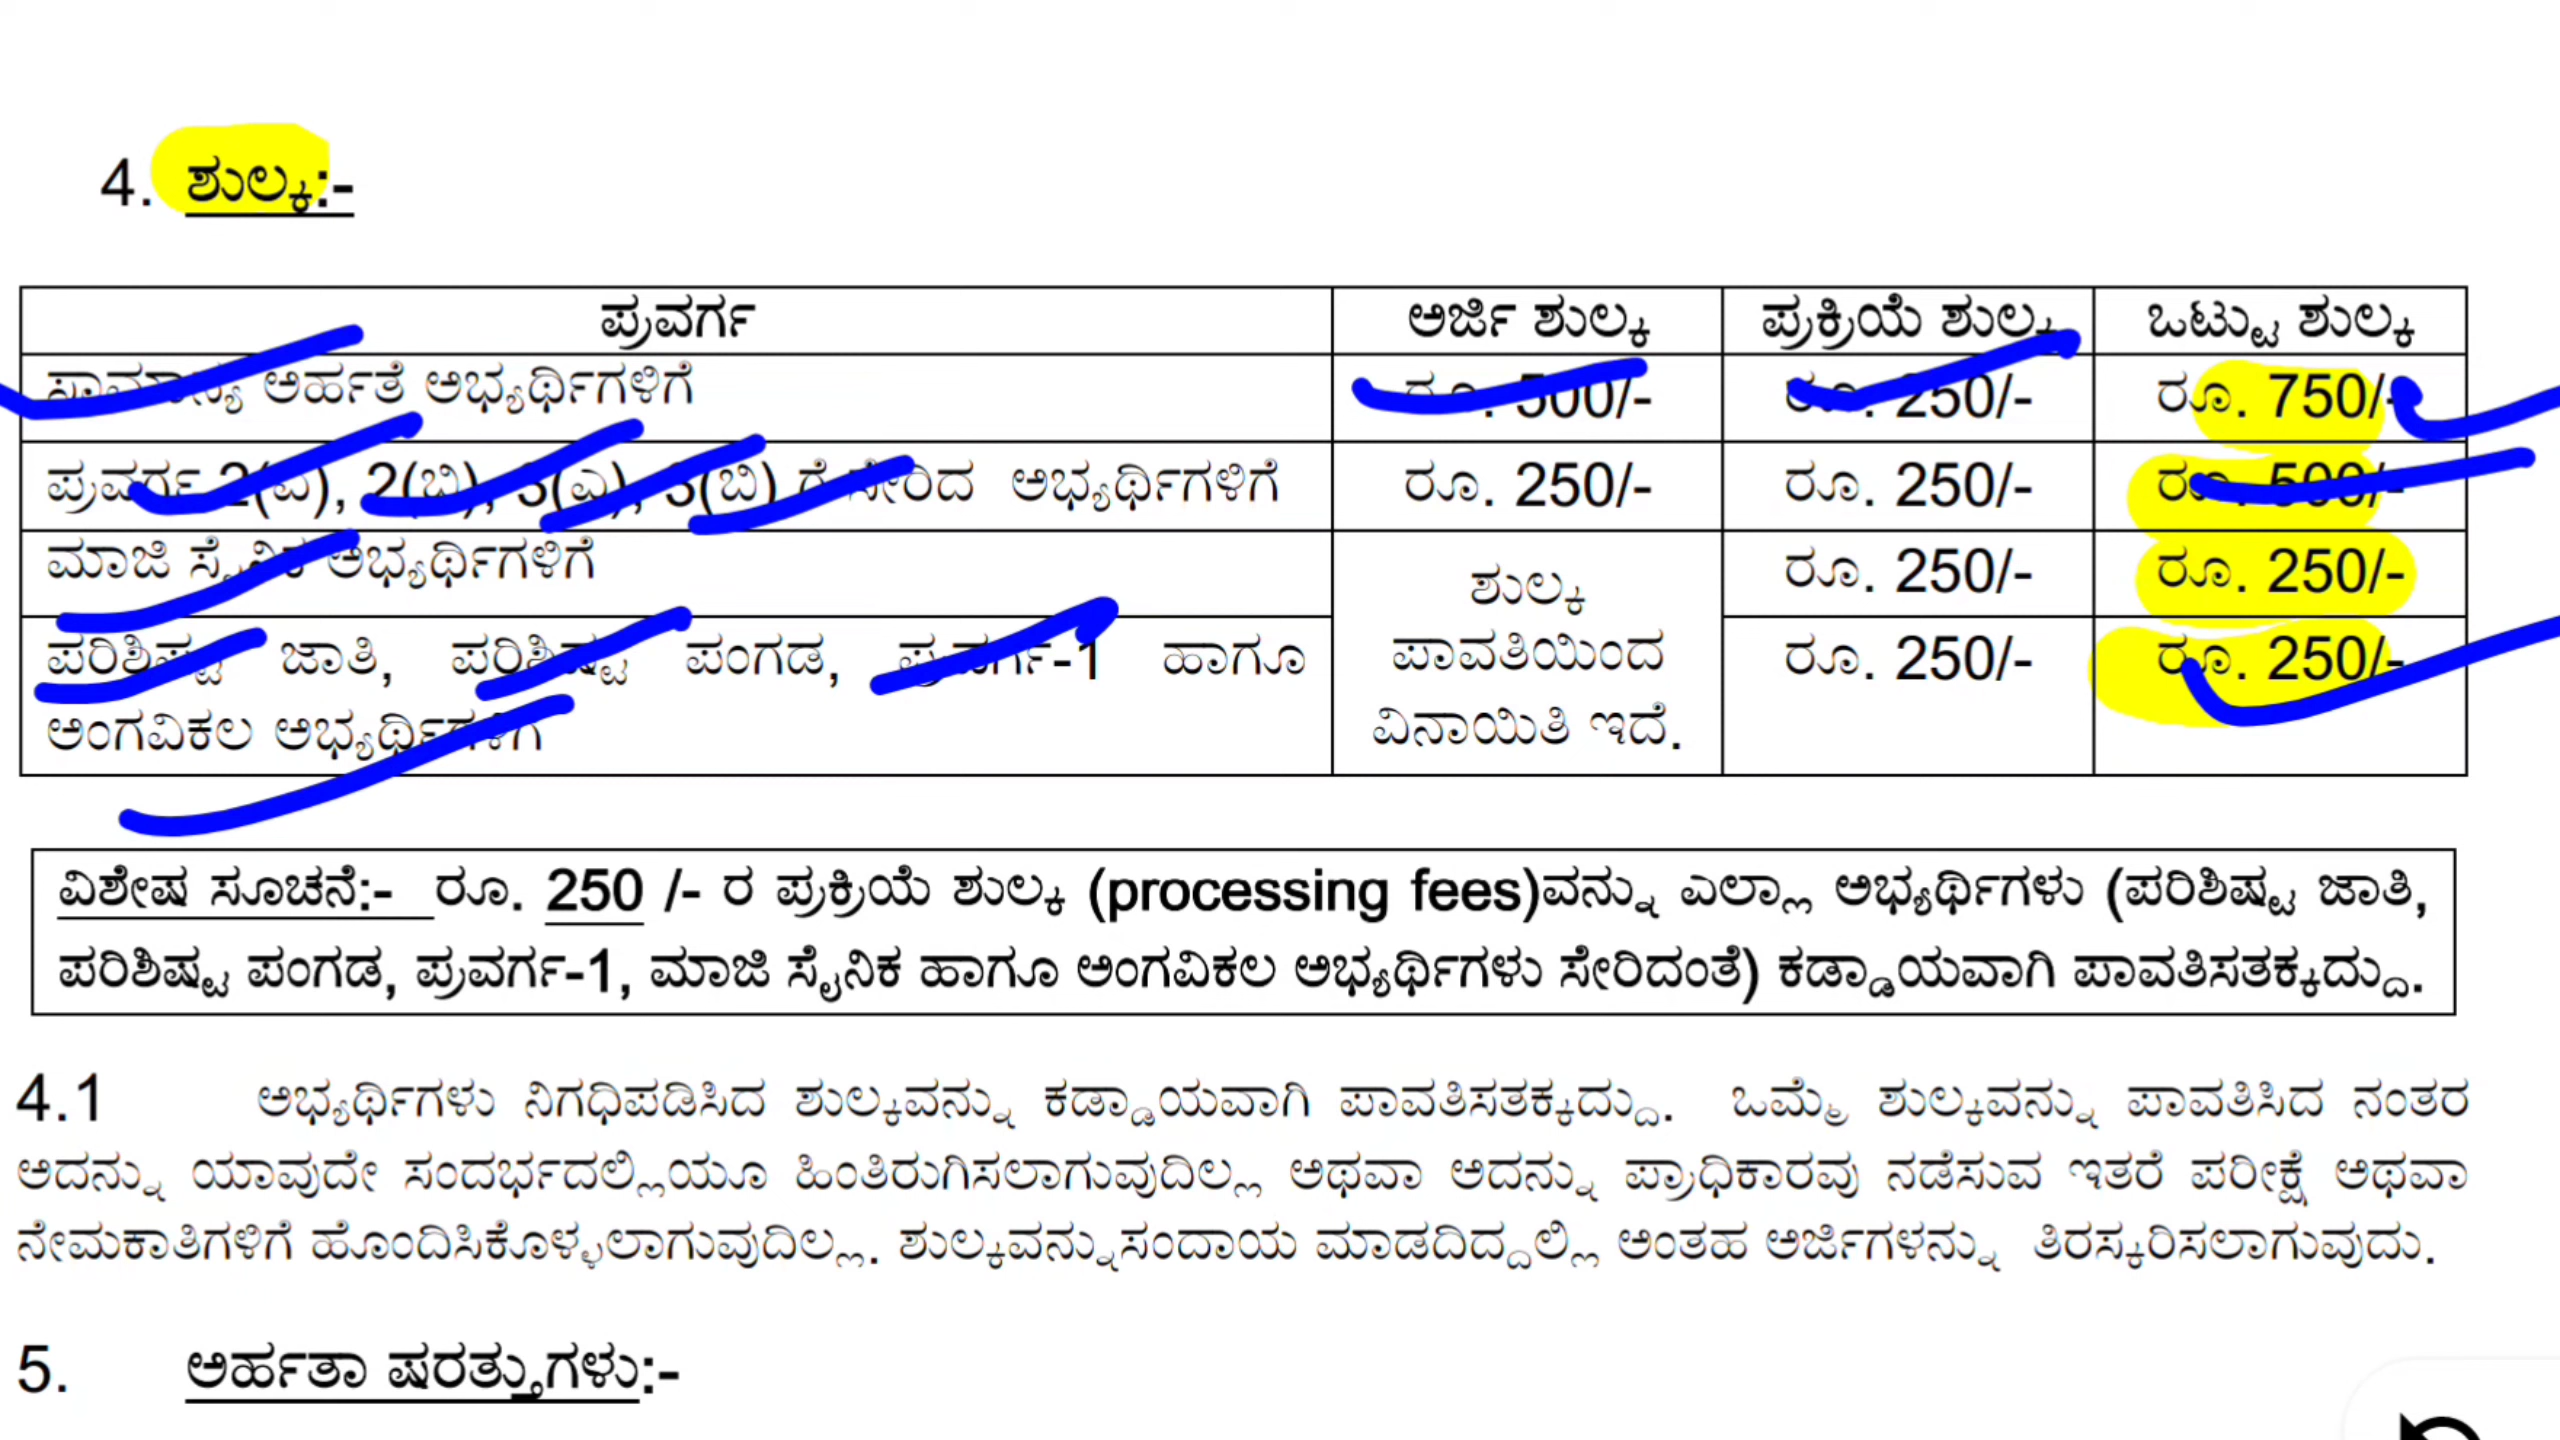 4. ಶುಲ್ಕ:-
ಪ್ರವರ್ಗ ಅರ್ಜಿ ಶುಲ್ಕ ಪ್ರಕ್ರಿಯೆ ಶುಲ್ಕ ಒಟ್ಟು ಶುಲ್ಕ
ಸಾಮಾನ್ಯ ಅರ್ಹತೆ ಅಭ್ಯರ್ಥಿಗಳಿಗೆ ರೂ. 500/- ರೂ. 250/- ರೂ. 750/-
ಪ್ರವರ್ಗ 2(ಎ), 2(ಬಿ), 3(ಎ), 3(ಬಿ) ಗೆ ಸೇರಿದ ಅಭ್ಯರ್ಥಿಗಳಿಗೆ ರೂ. 250/- ರೂ. 250/- ರೂ. 500/-
ಮಾಜಿ ಸೈನಿಕ ಅಭ್ಯರ್ಥಿಗಳಿಗೆ ರೂ. 250/- ರೂ. 250/-
ಶುಲ್ಕ
ಪಾವತಿಯಿಂದ
ವಿನಾಯಿತಿ ಇದೆ.
ಪರಿಶಿಷ್ಟ ಜಾತಿ, ಪರಿಶಿಷ್ಟ ಪಂಗಡ, ಪ್ರವರ್ಗ-1 ಹಾಗೂ ರೂ. 250/- ರೂ. 250/-
ಅಂಗವಿಕಲ ಅಭ್ಯರ್ಥಿಗಳಿಗೆ
ವಿಶೇಷ ಸೂಚನೆ:- ರೂ. 250 /- ರ ಪ್ರಕ್ರಿಯೆ ಶುಲ್ಕ (processing fees)ವನ್ನು ಎಲ್ಲಾ ಅಭ್ಯರ್ಥಿಗಳು (ಪರಿಶಿಷ್ಟ ಜಾತಿ,
ಪರಿಶಿಷ್ಟ ಪಂಗಡ, ಪ್ರವರ್ಗ-1, ಮಾಜಿ ಸೈನಿಕ ಹಾಗೂ ಅಂಗವಿಕಲ ಅಭ್ಯರ್ಥಿಗಳು ಸೇರಿದಂತೆ) ಕಡ್ಡಾಯವಾಗಿ ಪಾವತಿಸತಕ್ಕದ್ದು.
4.1 ಅಭ್ಯರ್ಥಿಗಳು ನಿಗಧಿಪಡಿಸಿದ ಶುಲ್ಕವನ್ನು ಕಡ್ಡಾಯವಾಗಿ ಪಾವತಿಸತಕ್ಕದ್ದು. ಒಮ್ಮೆ ಶುಲ್ಕವನ್ನು ಪಾವತಿಸಿದ ನಂತರ
ಅದನ್ನು ಯಾವುದೇ ಸಂದರ್ಭದಲ್ಲಿಯೂ ಹಿಂತಿರುಗಿಸಲಾಗುವುದಿಲ್ಲ ಅಥವಾ ಅದನ್ನು ಪ್ರಾಧಿಕಾರವು ನಡೆಸುವ ಇತರೆ ಪರೀಕ್ಷೆ ಅಥವಾ
ನೇಮಕಾತಿಗಳಿಗೆ ಹೊಂದಿಸಿಕೊಳ್ಳಲಾಗುವುದಿಲ್ಲ. ಶುಲ್ಕವನ್ನು ಸಂದಾಯ ಮಾಡದಿದ್ದಲ್ಲಿ ಅಂತಹ ಅರ್ಜಿಗಳನ್ನು ತಿರಸ್ಕರಿಸಲಾಗುವುದು.
5. ಅರ್ಹತಾ ಷರತ್ತುಗಳು:-